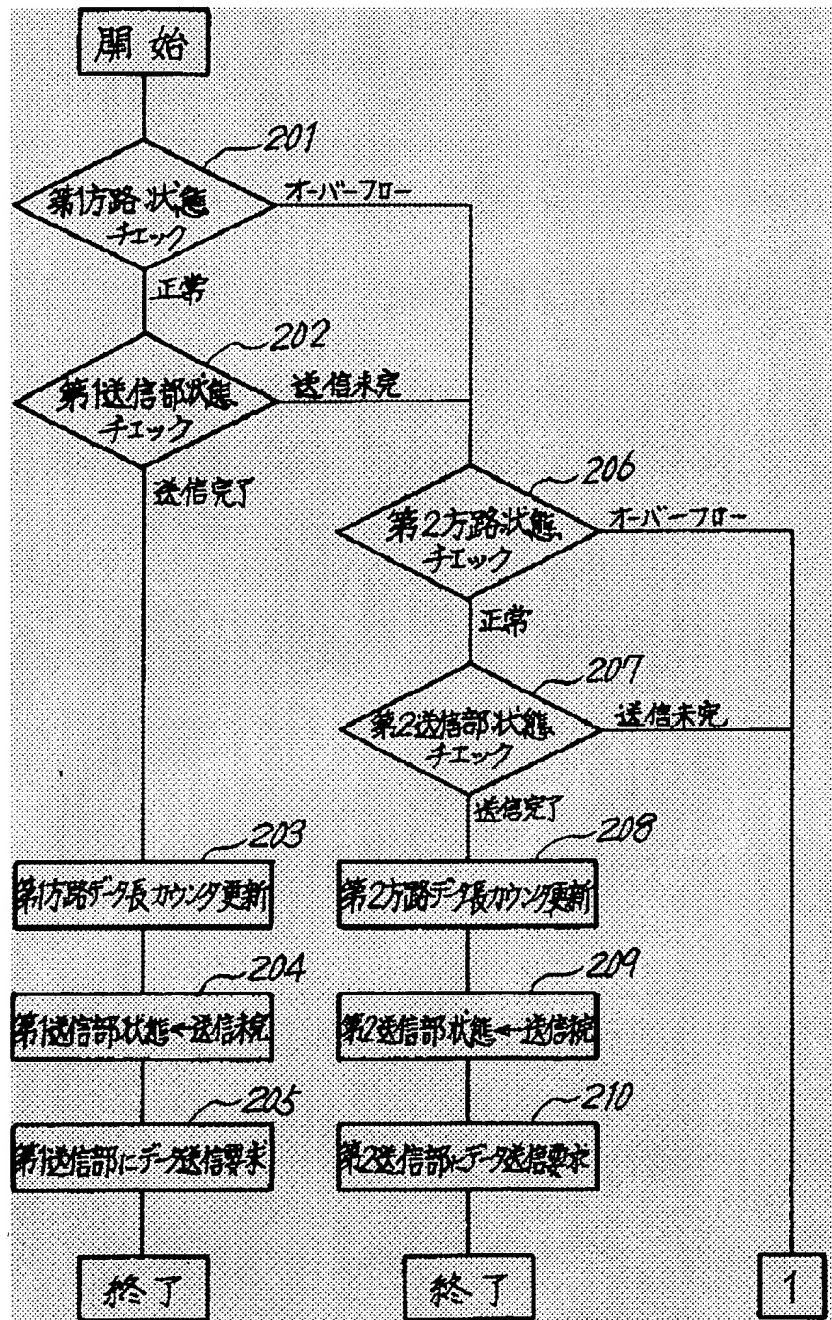 開始
201
第1方路状態
チエック
オーバーフロー
正常
202
第1送信部状態
チエック
送信未完
送信完了
206
第2方路状態
チエック
オーバーフロー
正常
207
第2送信部状態
チエック
送信未完
送信完了
203
第1方路データ長カウンタ更新
208
第2方路データ長カウンタ更新
204
第1送信部状態←送信未完
209
第2送信部状態←送信未完
205
第1送信部にデータ送信要求
210
第2送信部にデータ送信要求
終了
終了
1